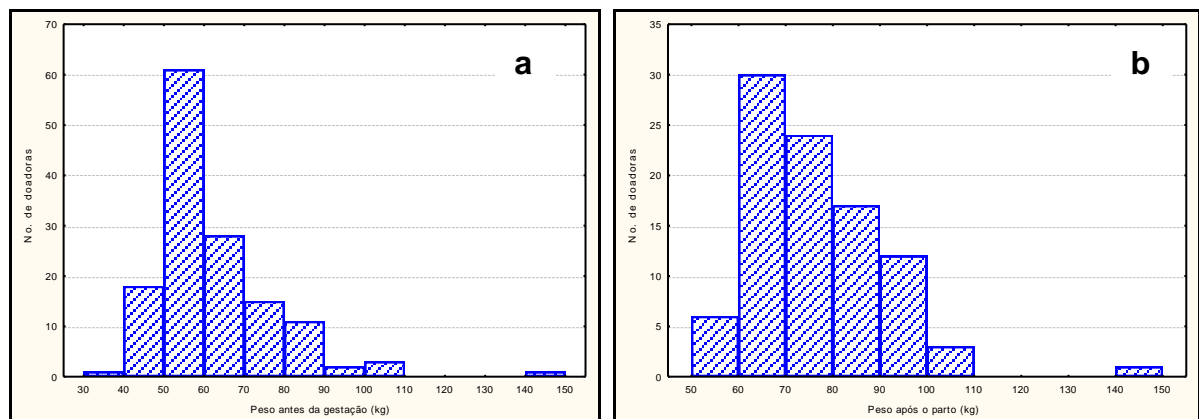 70
60
50
40
30
20
10
0
No. de doadoras
a
30 40 50 60 70 80 90 100 110 120 130 140 150
Peso antes da gestação (kg)
35
30
25
20
15
10
5
0
No. de doadoras
b
50 60 70 80 90 100 110 120 130 140 150
Peso após o parto (kg)